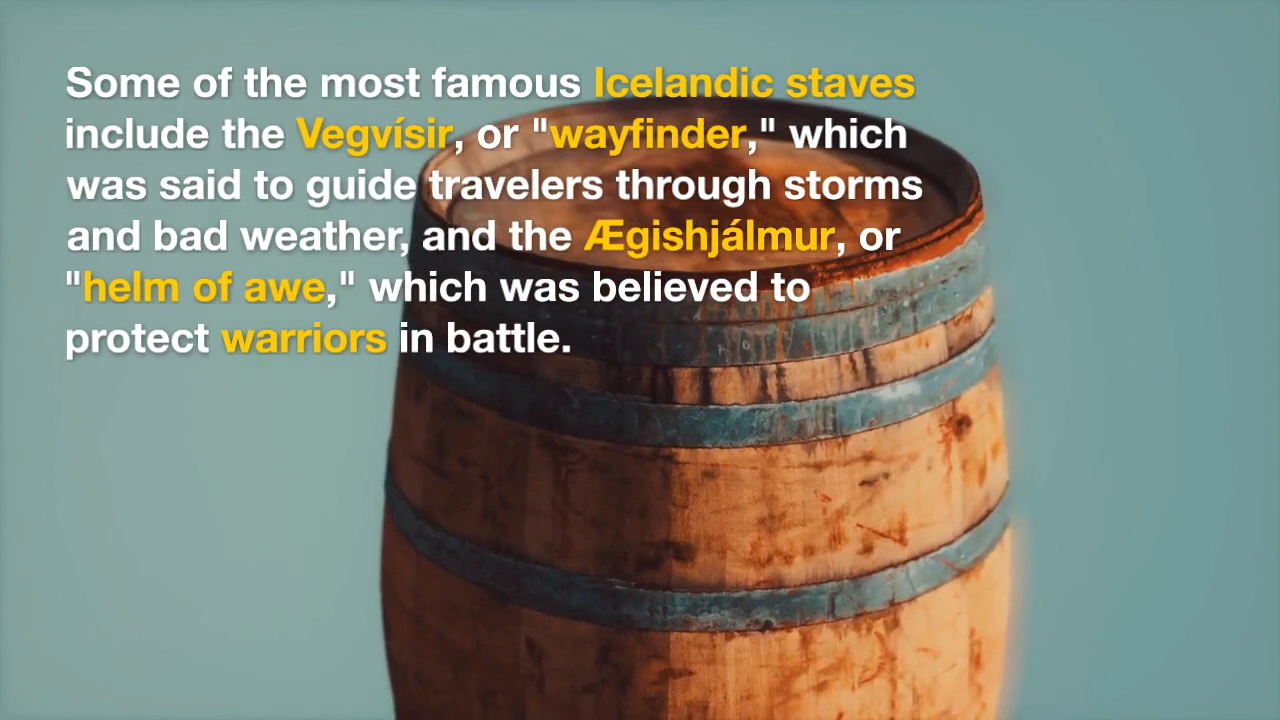 Some of the most famous Icelandic staves
include the Vegvísir, or "wayfinder," which
was said to guide travelers through storms
and bad weather, and the Ægishjálmur, or
"helm of awe," which was believed to
protect warriors in battle.